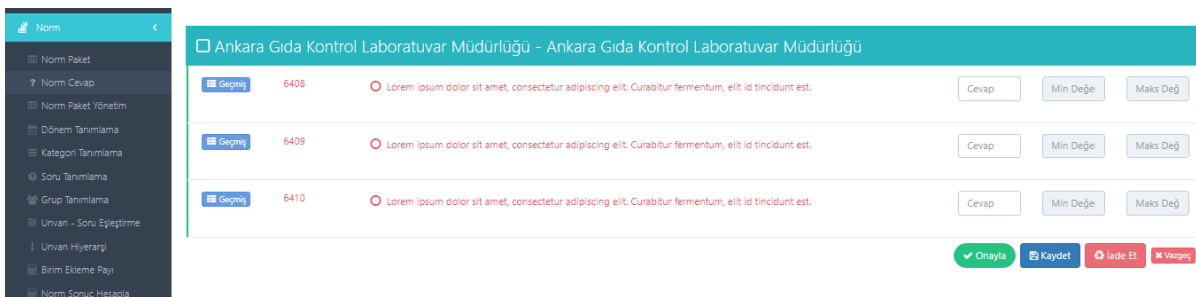 Norm
Norm Paket
Norm Cevap
Norm Paket Yönetim
Dönem Tanımlama
Kategori Tanımlama
Soru Tanımlama
Grup Tanımlama
Unvan - Soru Eşleştirme
Unvan Hiyerarşi
Birim Ekleme Payı
Norm Sonuç Hesapla
Ankara Gıda Kontrol Laboratuvar Müdürlüğü - Ankara Gıda Kontrol Laboratuvar Müdürlüğü
Geçmiş 6408 Lorem ipsum dolor sit amet, consectetur adipiscing elit. Curabitur fermentum, elit id tincidunt est. Cevap Min Değe Maks Değ
Geçmiş 6409 Lorem ipsum dolor sit amet, consectetur adipiscing elit. Curabitur fermentum, elit id tincidunt est. Cevap Min Değe Maks Değ
Geçmiş 6410 Lorem ipsum dolor sit amet, consectetur adipiscing elit. Curabitur fermentum, elit id tincidunt est. Cevap Min Değe Maks Değ
Onayla Kaydet İade Et Vazgeç